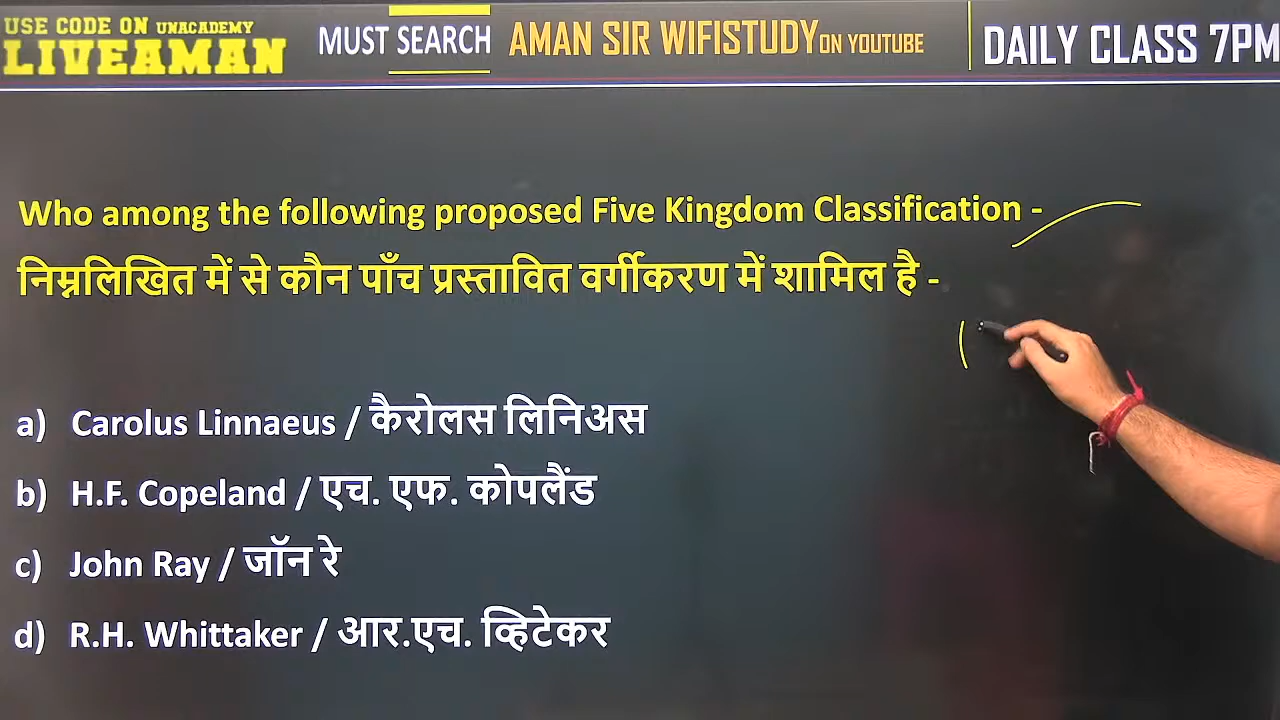 USE CODE ON UNACADEMY
LIVEAMAN
MUST SEARCH AMAN SIR WIFISTUDY ON YOUTUBE
DAILY CLASS 7PM
Who among the following proposed Five Kingdom Classification -
निम्नलिखित में से कौन पाँच प्रस्तावित वर्गीकरण में शामिल है -
a) Carolus Linnaeus / कैरोलस लिनिअस
b) H.F. Copeland / एच. एफ. कोपलैंड
c) John Ray / जॉन रे
d) R.H. Whittaker / आर.एच. व्हिटेकर